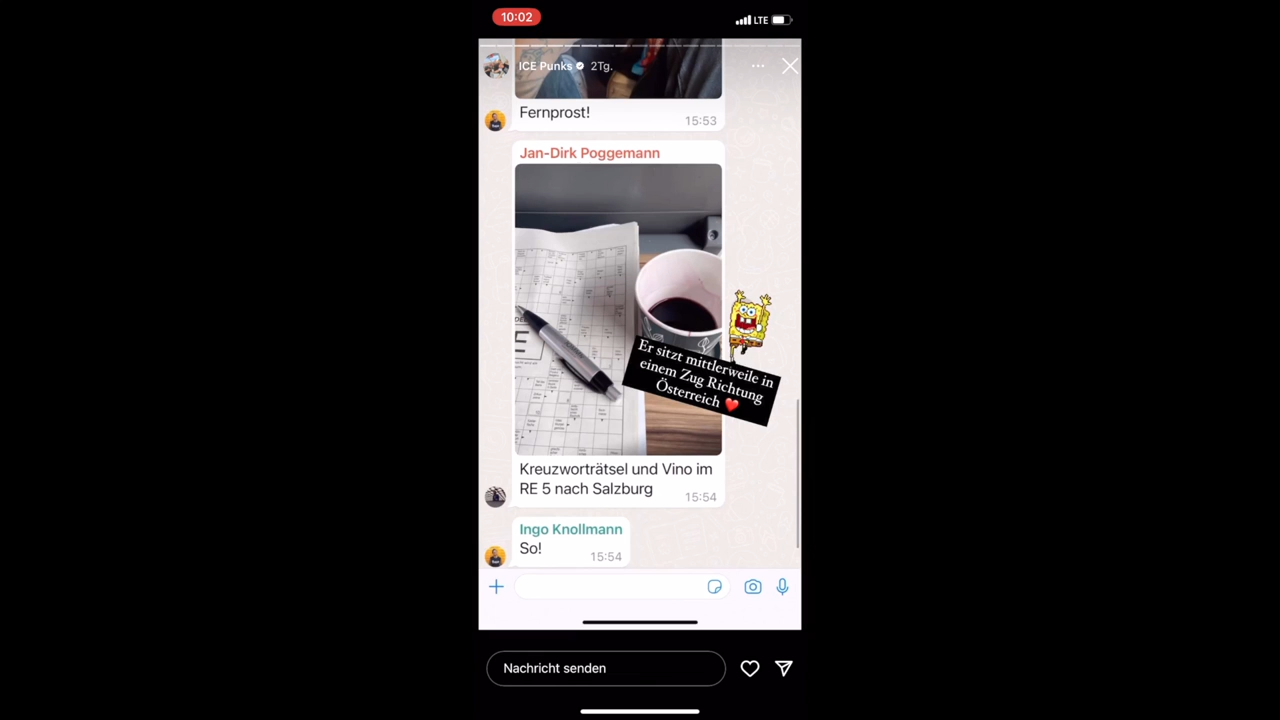 10:02
LTE
ICE Punks 2Tg.
Fernprost!
15:53
Jan-Dirk Poggemann
Er sitzt mittlerweile in
einem Zug Richtung
Österreich ❤️
Kreuzworträtsel und Vino im
RE 5 nach Salzburg
15:54
Ingo Knollmann
So!
15:54
Nachricht senden